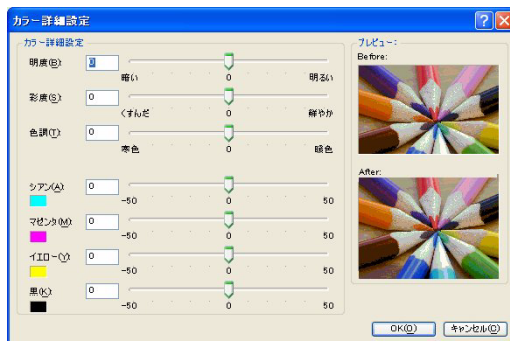 カラー詳細設定
カラー詳細設定
明度(B):
0
暗い
0
明るい
彩度(S):
0
くすんだ
0
鮮やか
色調(T):
0
寒色
0
暖色
シアン(A):
0
-50
0
50
マゼンタ(M):
0
-50
0
50
イエロー(Y):
0
-50
0
50
黒(K):
0
-50
0
50
プレビュー:
Before:
After:
OK(O)
キャンセル(C)